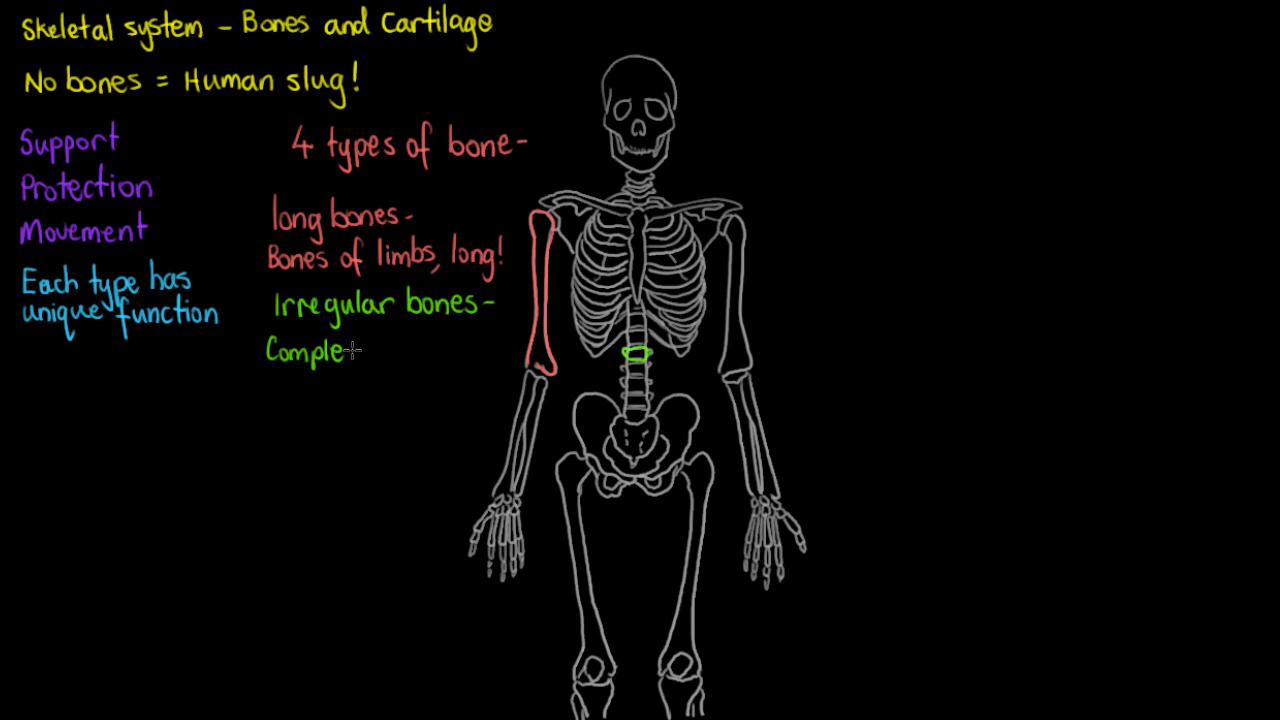 Skeletal system - Bones and Cartilage
No bones = Human slug!
Support
Protection
Movement
Each type has
unique function
4 types of bone-
long bones-
Bones of limbs, long!
Irregular bones-
Comple